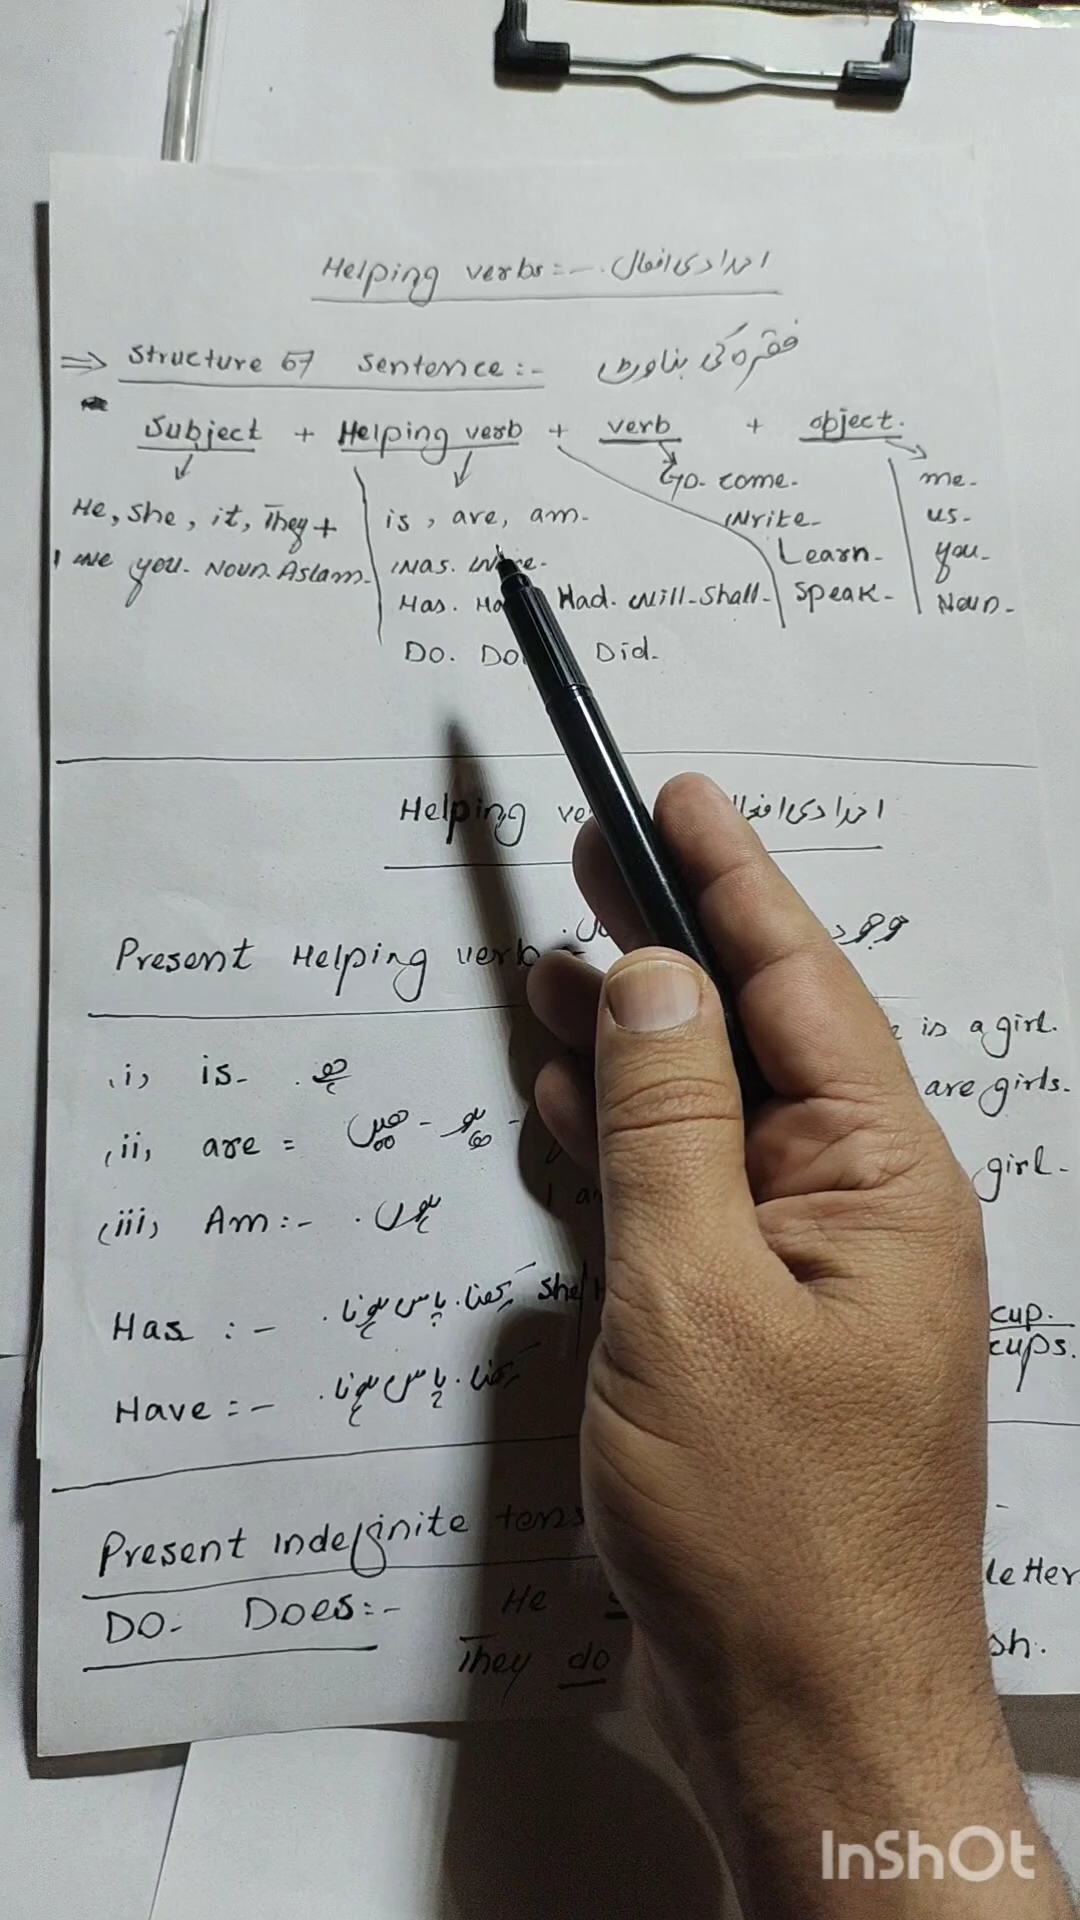 Helping verbs:- امدادی افعال
⇒ Structure of Sentence:- فقرہ کی بناوٹ
Subject + Helping verb + verb + object.
He, She, it, They + is, are, am. Go. Come. me.
I we you. Noun Aslam. Was. Were. Write. us.
Learn. you.
Has. Had. Will. Shall. Speak. Noun.
Do. Did.
Helping امدادی
Present Helping verb
(i) is ہے is a girl.
(ii) are = ہیں - ہو - are girls.
(iii) Am:- ہوں. girl.
Has :- رکھنا. پاس ہونا. She cup.
Have :- رکھنا. پاس ہونا. cups.
Present indefinite
Do. Does:- He letter
They do
InShOt